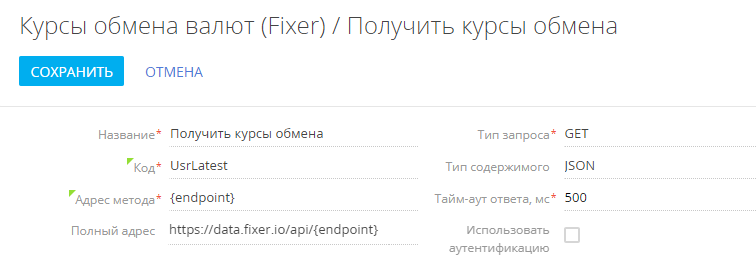 Курсы обмена валют (Fixer) / Получить курсы обмена
СОХРАНИТЬ ОТМЕНА
Название* Получить курсы обмена
Тип запроса* GET
Код* UsrLatest
Тип содержимого JSON
Адрес метода* {endpoint}
Тайм-аут ответа, мс* 500
Полный адрес https://data.fixer.io/api/{endpoint}
Использовать
аутентификацию